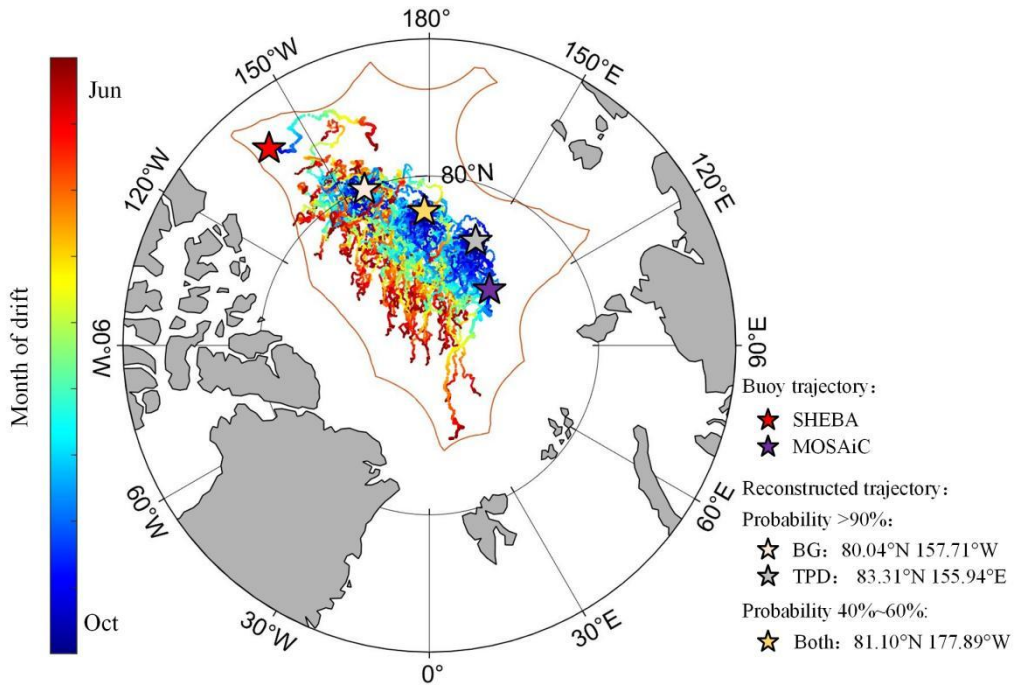 180°
150°W
150°E
Jun
80°N
120°W
120°E
Month of drift
90°W
90°E
Buoy trajectory：
SHEBA
MOSAiC
60°W
60°E
Reconstructed trajectory：
Probability >90%：
BG：80.04°N 157.71°W
TPD： 83.31°N 155.94°E
Probability 40%~60%:
Oct
30°W
30°E
Both：81.10°N 177.89°W
0°